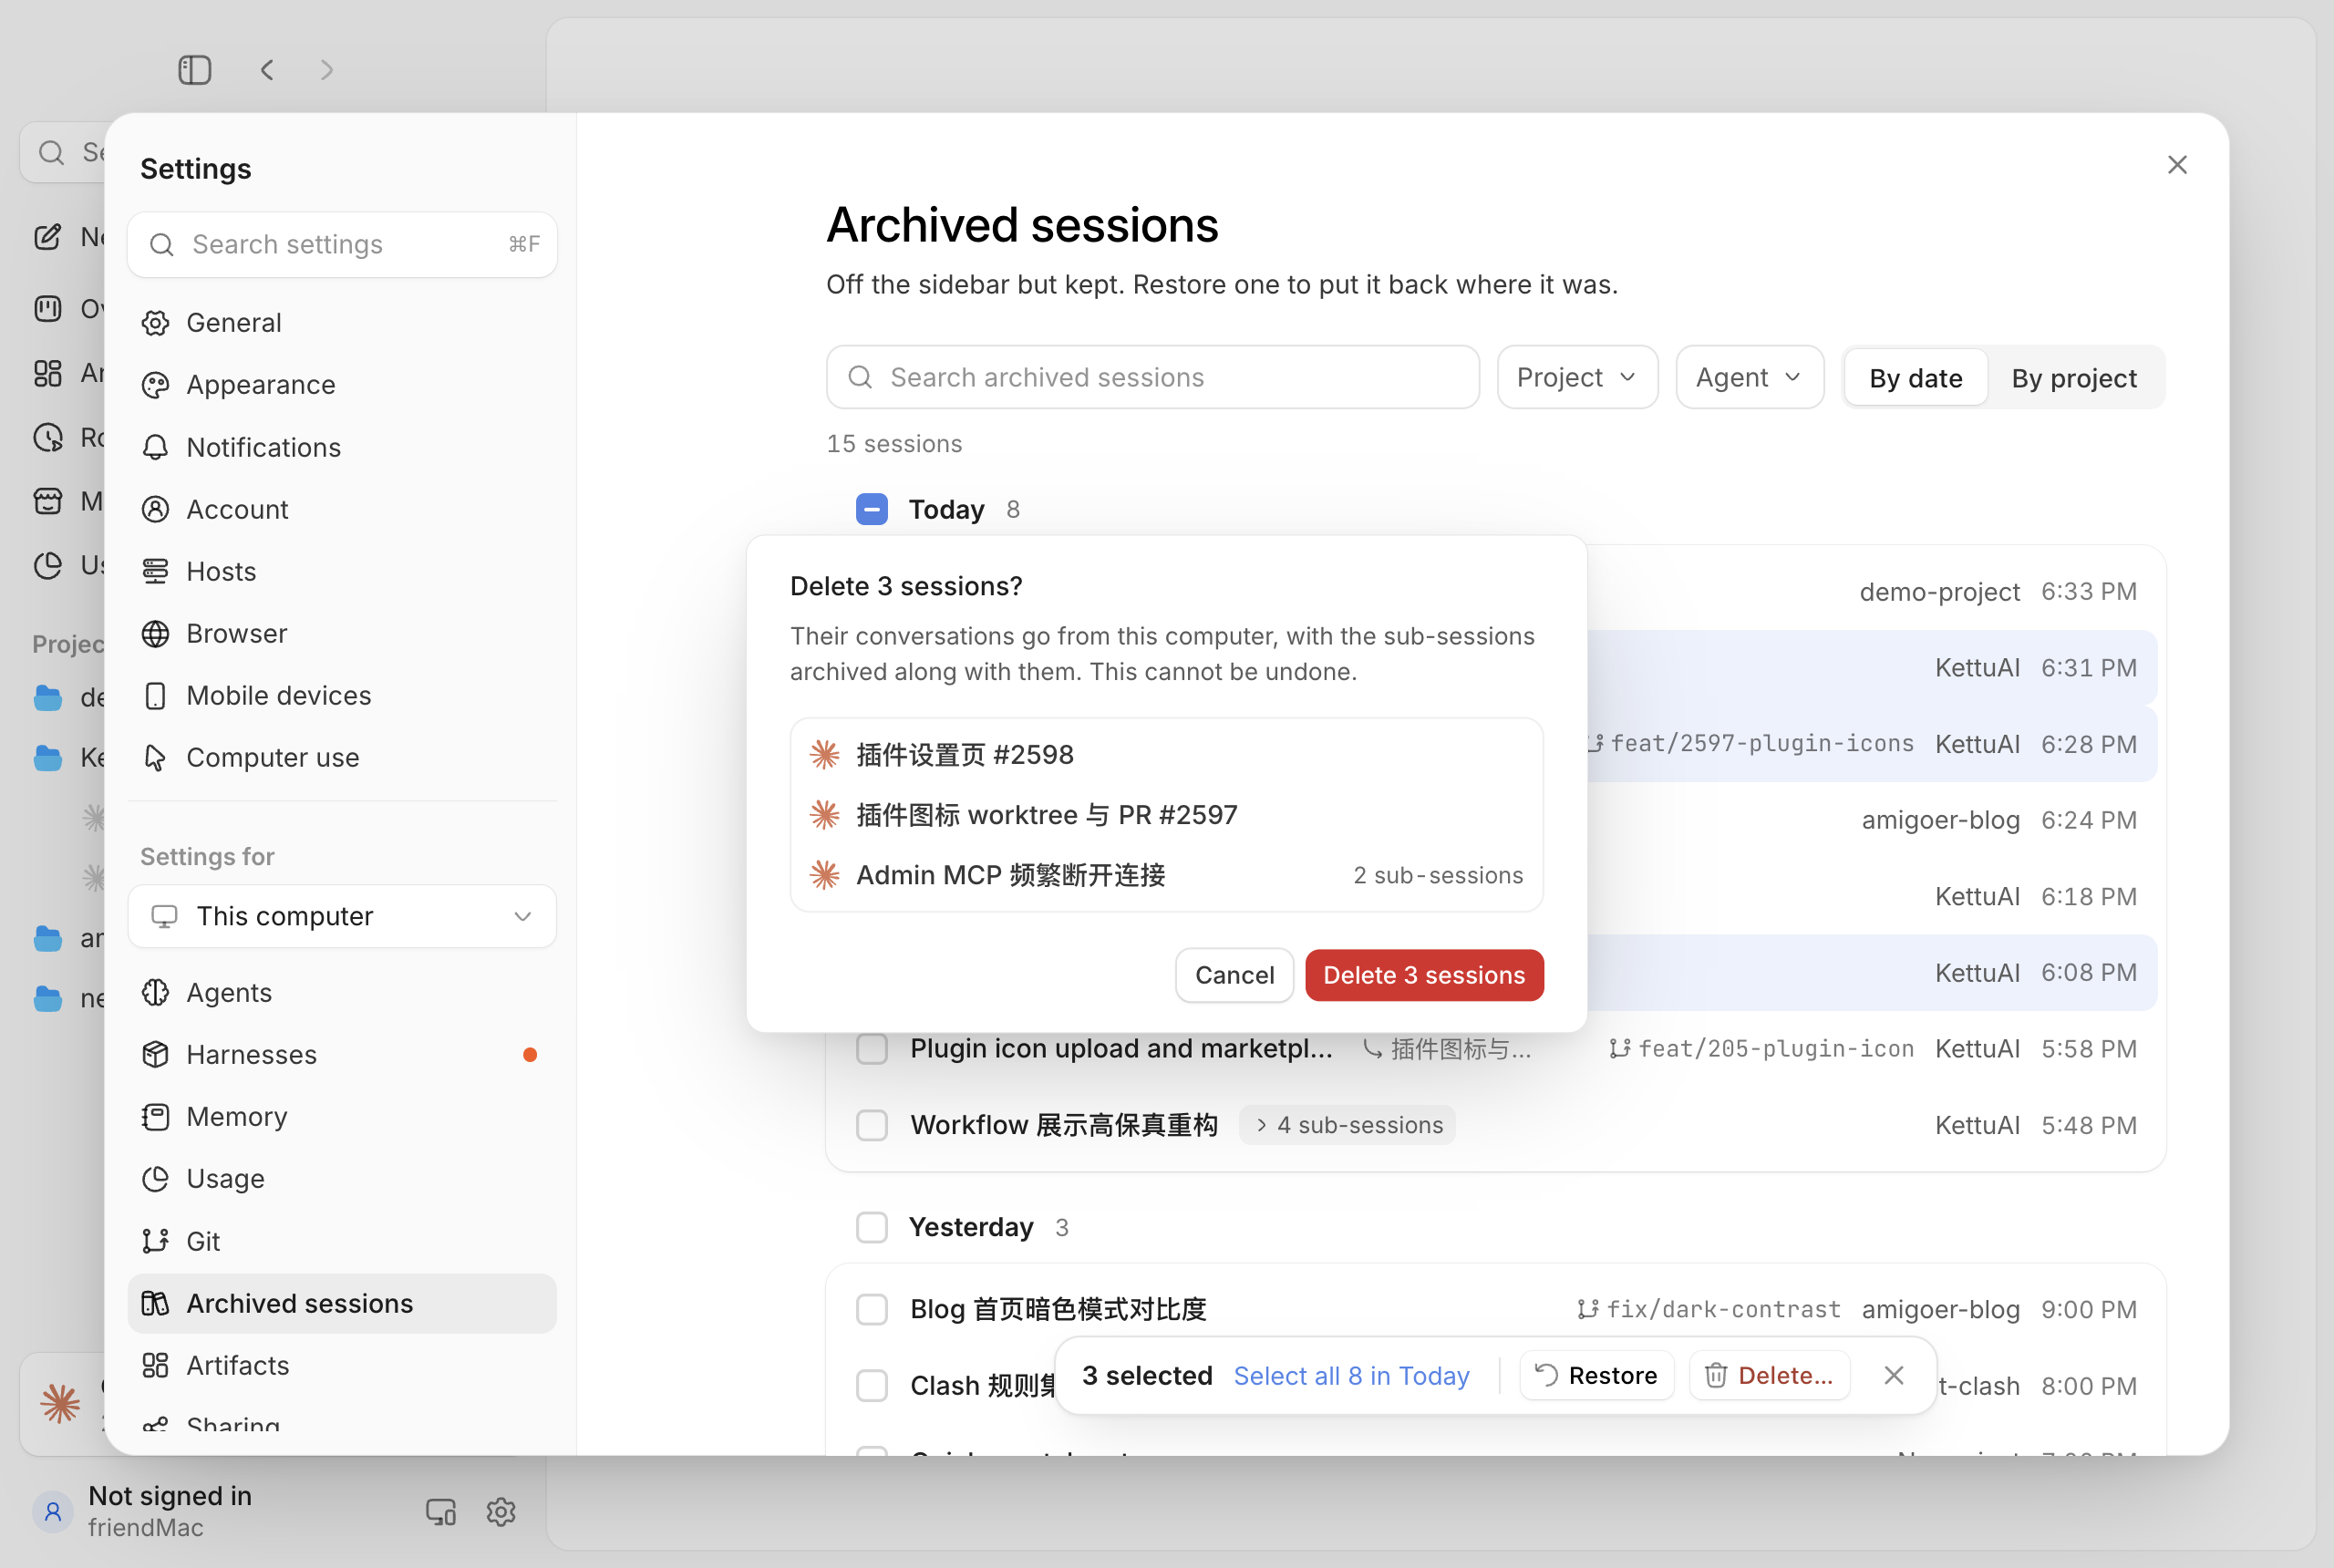 Settings
Search settings
⌘F
General
Appearance
Notifications
Account
Hosts
Browser
Mobile devices
Computer use
Settings for
This computer
Agents
Harnesses
Memory
Usage
Git
Archived sessions
Artifacts
Sharing
Not signed in
friendMac
Archived sessions
Off the sidebar but kept. Restore one to put it back where it was.
Search archived sessions
Project
Agent
By date
By project
15 sessions
Today 8
demo-project 6:33 PM
KettuAI 6:31 PM
feat/2597-plugin-icons KettuAI 6:28 PM
amigoer-blog 6:24 PM
KettuAI 6:18 PM
KettuAI 6:08 PM
Delete 3 sessions?
Their conversations go from this computer, with the sub-sessions
archived along with them. This cannot be undone.
插件设置页 #2598
插件图标 worktree 与 PR #2597
Admin MCP 频繁断开连接 2 sub-sessions
Cancel
Delete 3 sessions
Plugin icon upload and marketpl... 插件图标与... feat/205-plugin-icon KettuAI 5:58 PM
Workflow 展示高保真重构 4 sub-sessions KettuAI 5:48 PM
Yesterday 3
Blog 首页暗色模式对比度 fix/dark-contrast amigoer-blog 9:00 PM
Clash 规则集 t-clash 8:00 PM
3 selected
Select all 8 in Today
Restore
Delete...